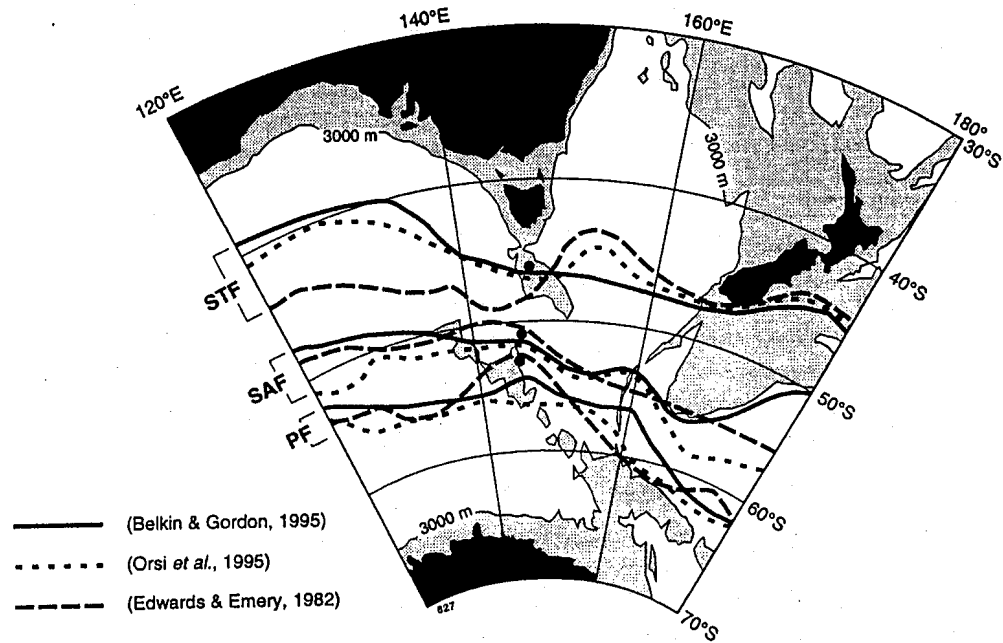 140°E
160°E
120°E
180°
30°S
3000 m
3000 m
40°S
STF
SAF
50°S
PF
60°S
3000 m
(Belkin & Gordon, 1995)
(Orsi et al., 1995)
(Edwards & Emery, 1982)
827
70°S